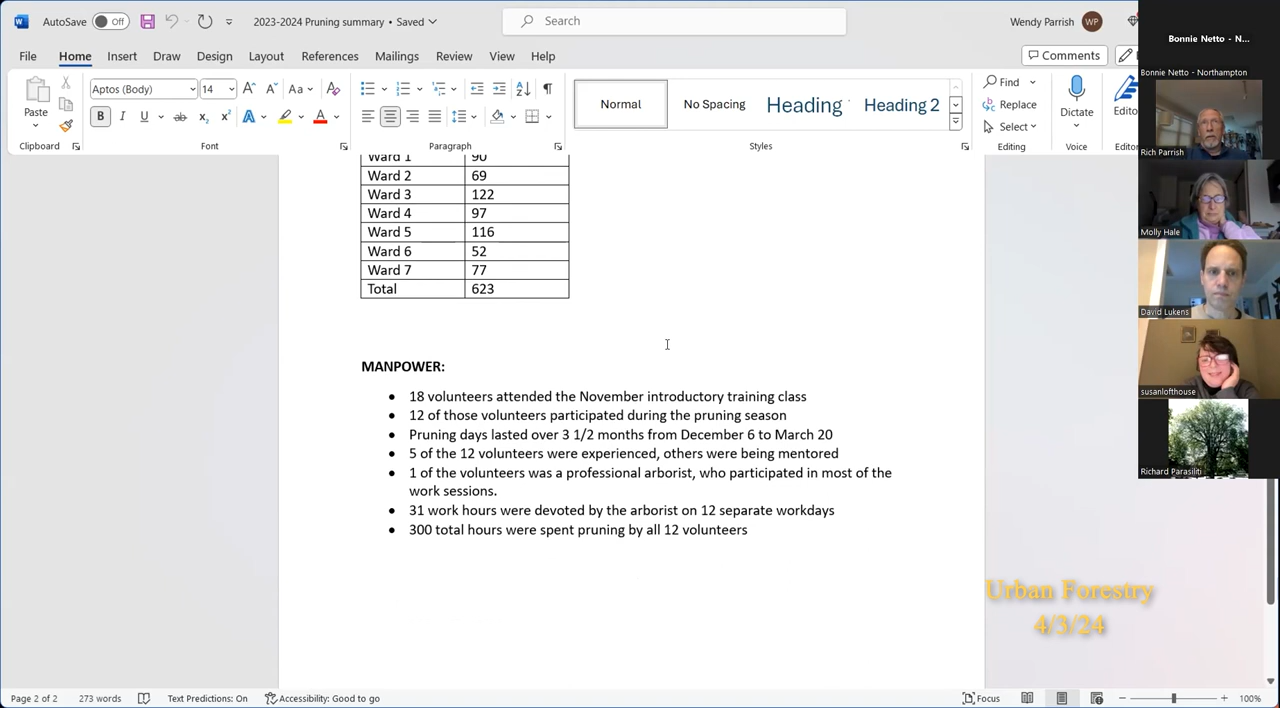 AutoSave Off 2023-2024 Pruning summary • Saved Search Wendy Parrish WP
File Home Insert Draw Design Layout References Mailings Review View Help Comments
Paste Aptos (Body) 14 Aa Normal No Spacing Heading Heading 2 Find Replace Select Dictate Edito
Clipboard Font Paragraph Styles Editing Voice Editor
Ward 1 90
Ward 2 69
Ward 3 122
Ward 4 97
Ward 5 116
Ward 6 52
Ward 7 77
Total 623
MANPOWER:
• 18 volunteers attended the November introductory training class
• 12 of those volunteers participated during the pruning season
• Pruning days lasted over 3 1/2 months from December 6 to March 20
• 5 of the 12 volunteers were experienced, others were being mentored
• 1 of the volunteers was a professional arborist, who participated in most of the
work sessions.
• 31 work hours were devoted by the arborist on 12 separate workdays
• 300 total hours were spent pruning by all 12 volunteers
Bonnie Netto - N...
Bonnie Netto - Northampton
Rich Parrish
Molly Hale
David Lukens
susanlofthouse
Richard Parasiliti
Urban Forestry
4/3/24
Page 2 of 2 273 words Text Predictions: On Accessibility: Good to go Focus 100%